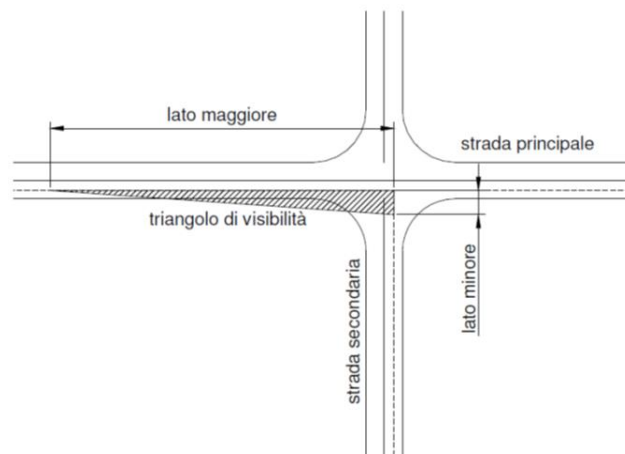 lato maggiore
strada principale
triangolo di visibilità
strada secondaria
lato minore